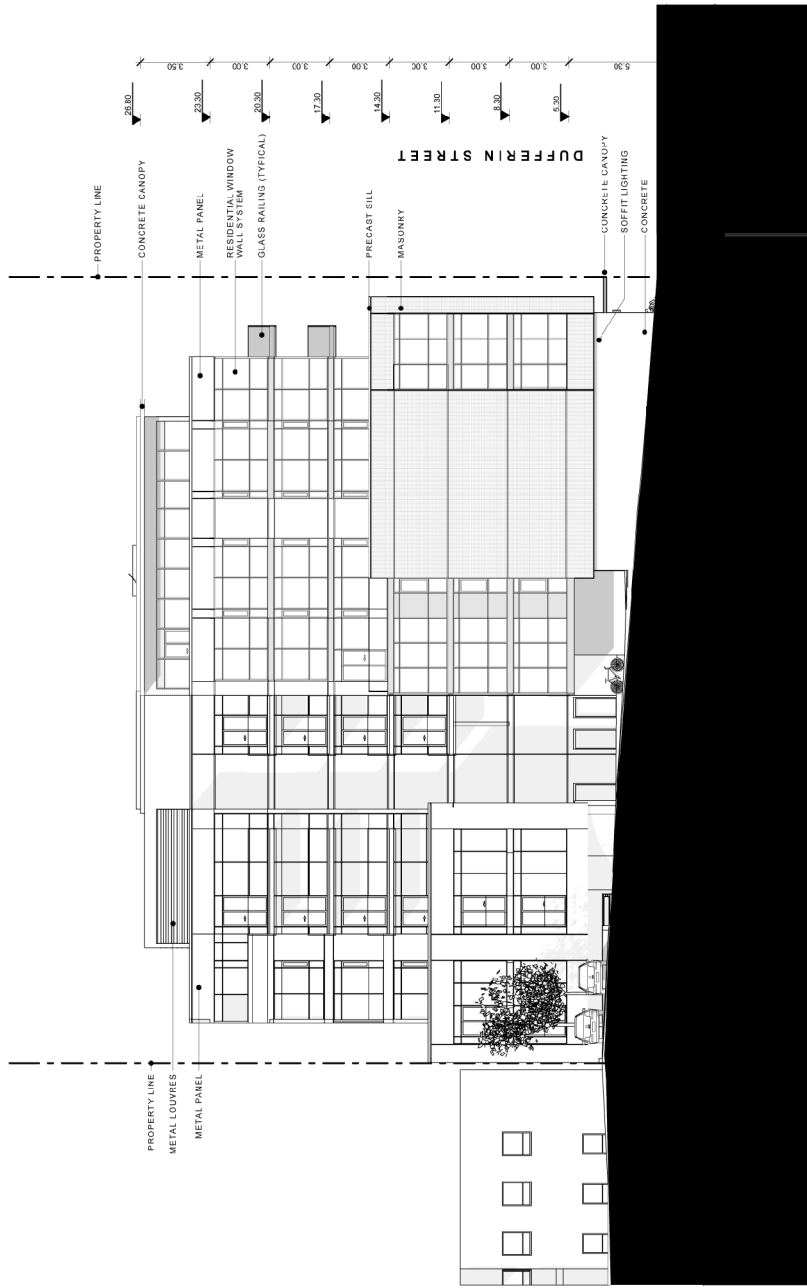 3.50
3.00
3.00
3.00
3.00
3.00
3.00
5.30
26.80
23.30
20.30
17.30
14.30
11.30
8.30
5.30
DUFFERIN STREET
PROPERTY LINE
CONCRETE CANOPY
METAL PANEL
RESIDENTIAL WINDOW
WALL SYSTEM
GLASS RAILING (TYPICAL)
PRECAST SILL
MASONRY
CONCRETE CANOPY
SOFFIT LIGHTING
CONCRETE
PROPERTY LINE
METAL LOUVRES
METAL PANEL